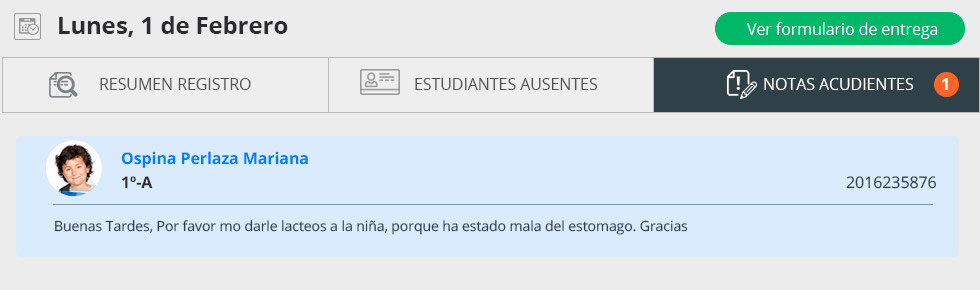 Lunes, 1 de Febrero
Ver formulario de entrega
RESUMEN REGISTRO
ESTUDIANTES AUSENTES
NOTAS ACUDIENTES
1
Ospina Perlaza Mariana
1º-A
2016235876
Buenas Tardes, Por favor mo darle lacteos a la niña, porque ha estado mala del estomago. Gracias